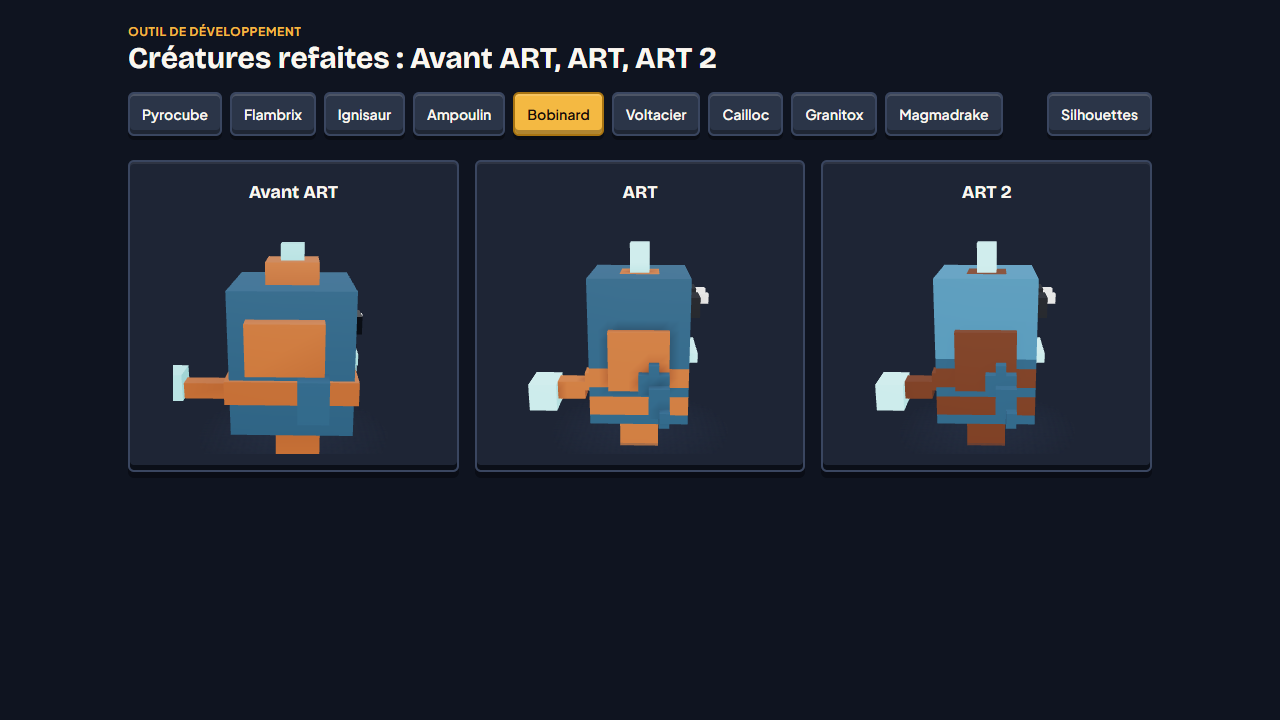 OUTIL DE DÉVELOPPEMENT
Créatures refaites : Avant ART, ART, ART 2
Pyrocube
Flambrix
Ignisaur
Ampoulin
Bobinard
Voltacier
Cailloc
Granitox
Magmadrake
Silhouettes
Avant ART
ART
ART 2